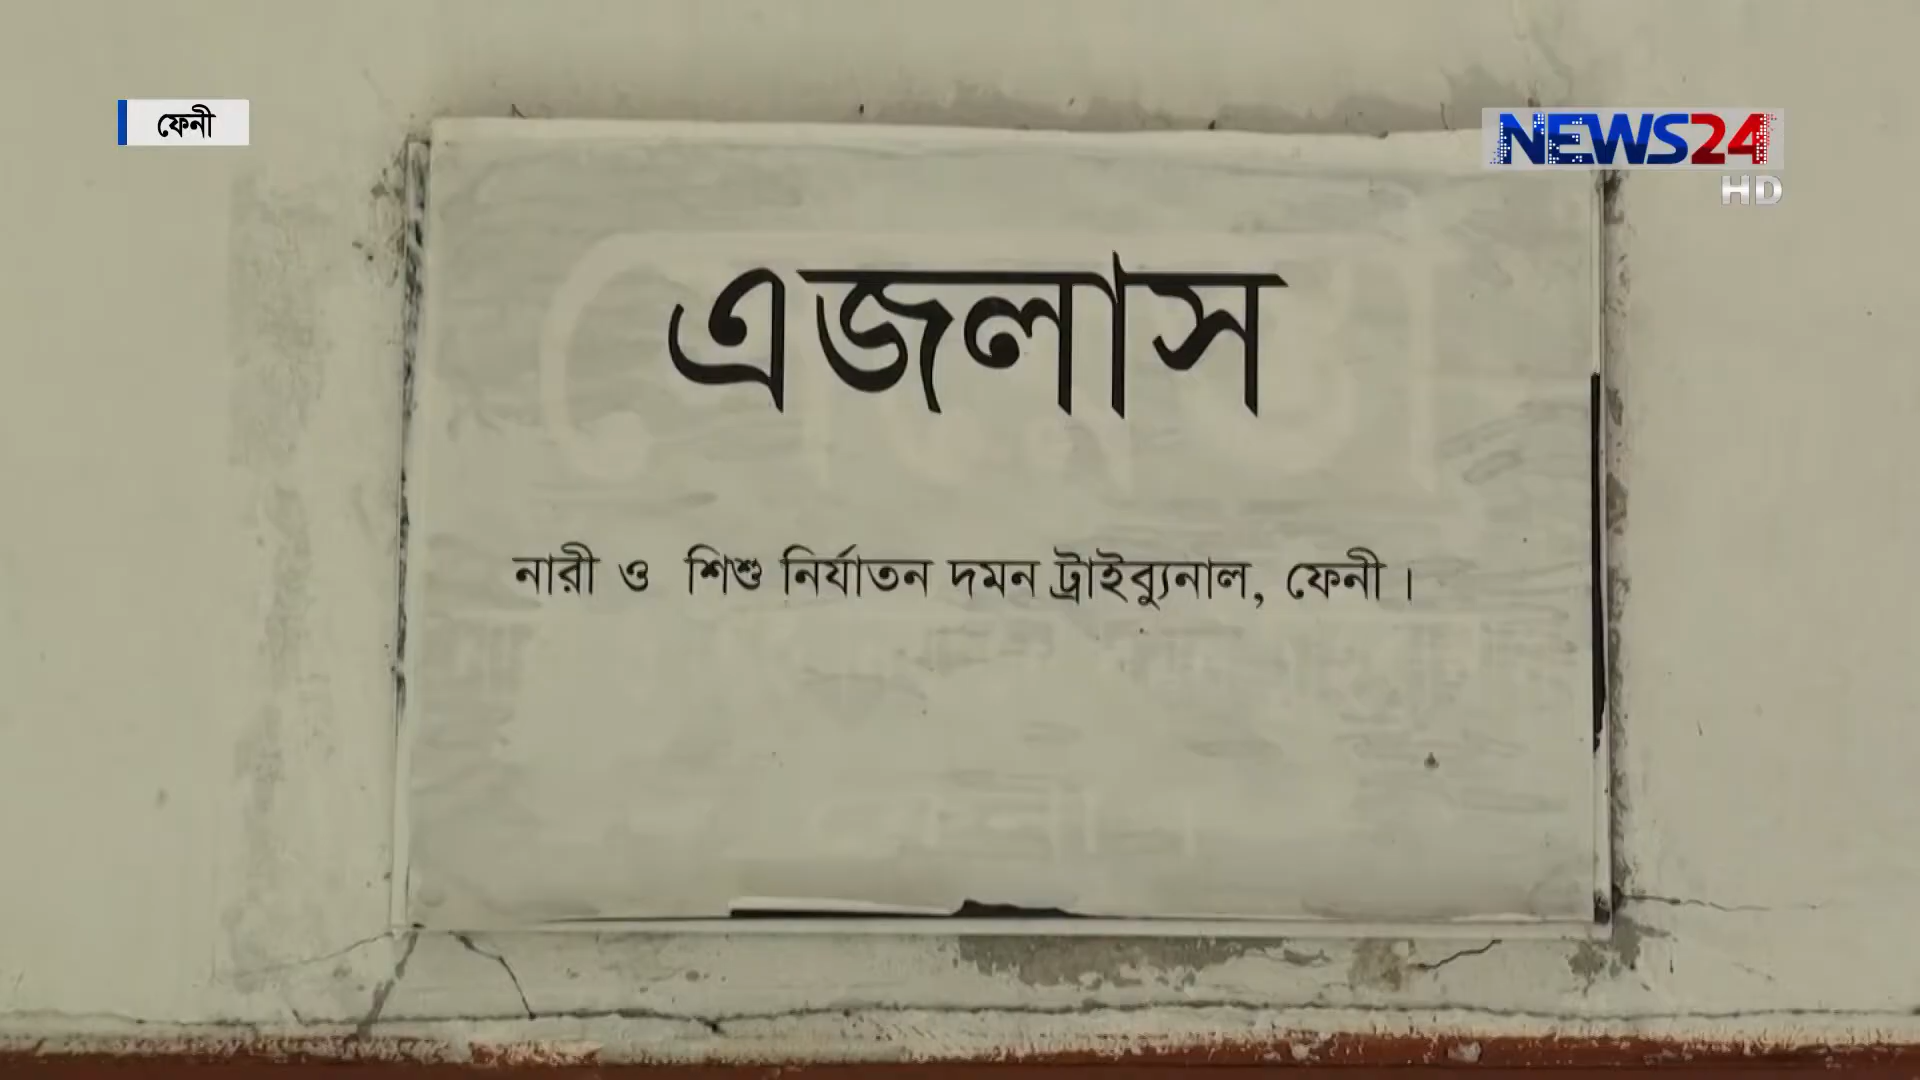 ফেনী
NEWS24
HD
এজলাস
নারী ও শিশু নির্যাতন দমন ট্রাইব্যুনাল, ফেনী।